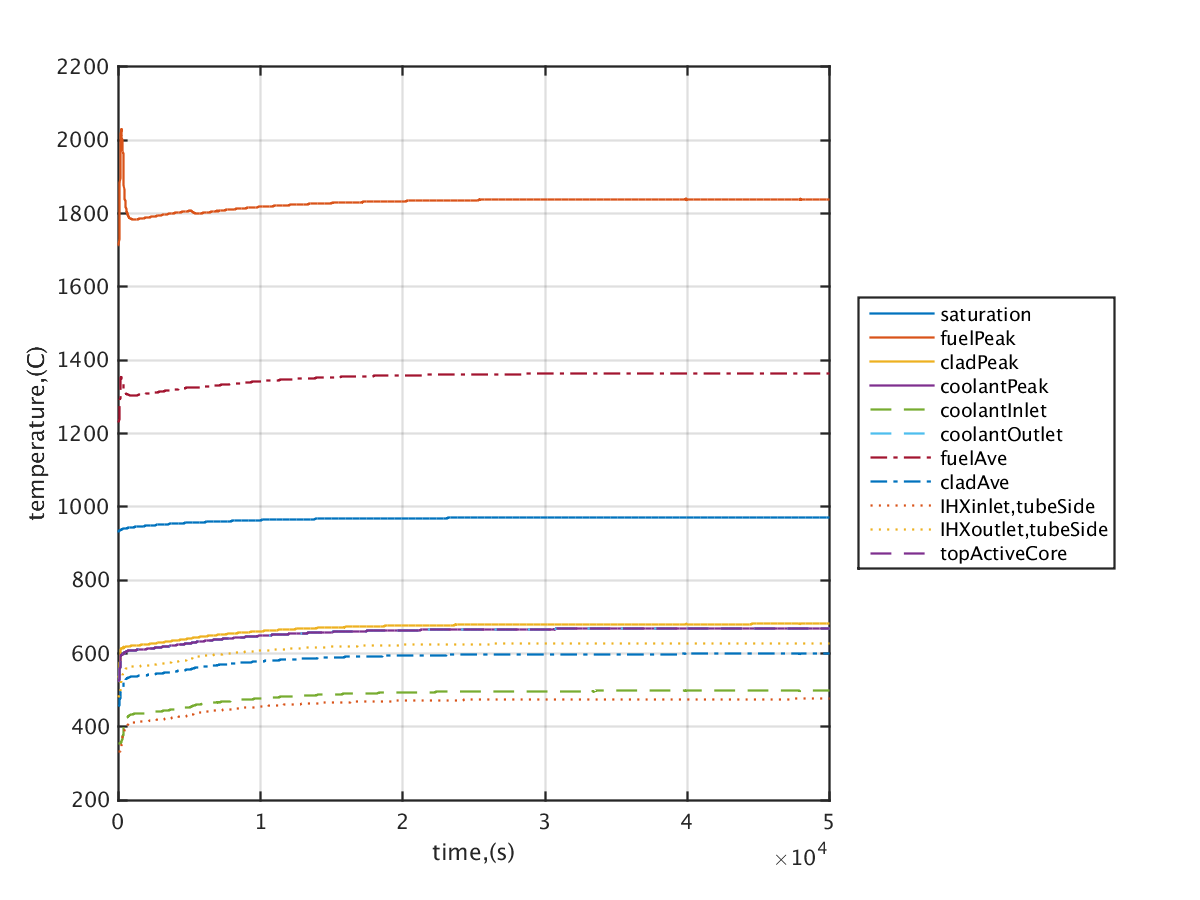 2200
2000
1800
1600
1400
1200
1000
800
600
400
200
temperature,(C)
0
1
2
3
4
5
×10^4
time,(s)
saturation
fuelPeak
cladPeak
coolantPeak
coolantInlet
coolantOutlet
fuelAve
cladAve
IHXinlet,tubeSide
IHXoutlet,tubeSide
topActiveCore